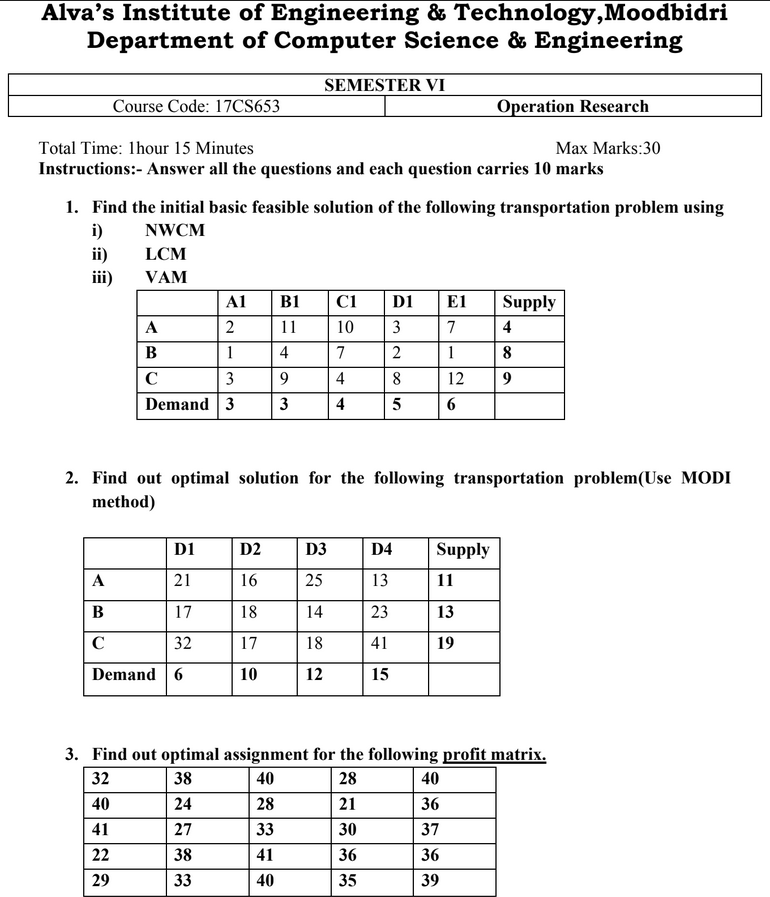 Alva's Institute of Engineering & Technology,Moodbidri
Department of Computer Science & Engineering
SEMESTER VI
Course Code: 17CS653 Operation Research
Total Time: 1hour 15 Minutes Max Marks:30
Instructions:- Answer all the questions and each question carries 10 marks
1. Find the initial basic feasible solution of the following transportation problem using
i) NWCM
ii) LCM
iii) VAM
A1 B1 C1 D1 E1 Supply
A 2 11 10 3 7 4
B 1 4 7 2 1 8
C 3 9 4 8 12 9
Demand 3 3 4 5 6
2. Find out optimal solution for the following transportation problem(Use MODI
method)
D1 D2 D3 D4 Supply
A 21 16 25 13 11
B 17 18 14 23 13
C 32 17 18 41 19
Demand 6 10 12 15
3. Find out optimal assignment for the following profit matrix.
32 38 40 28 40
40 24 28 21 36
41 27 33 30 37
22 38 41 36 36
29 33 40 35 39